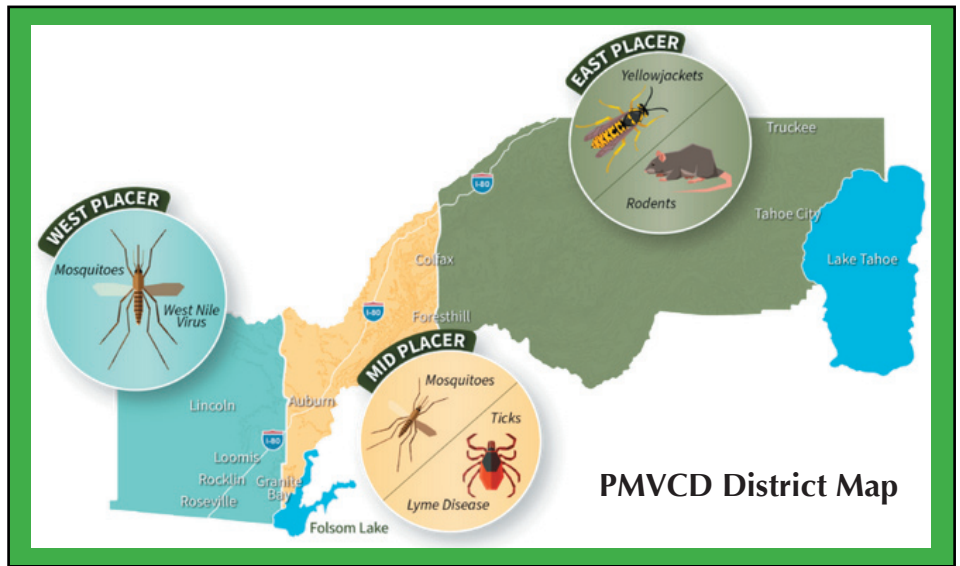 EAST PLACER
Yellowjackets
Rodents
Truckee
I-80
Tahoe City
Lake Tahoe
WEST PLACER
Mosquitoes
West Nile
Virus
Colfax
I-80
Foresthill
MID PLACER
Mosquitoes
Ticks
Lyme Disease
Lincoln
Auburn
I-80
Loomis
Rocklin
Granite
Bay
Roseville
Folsom Lake
PMVCD District Map